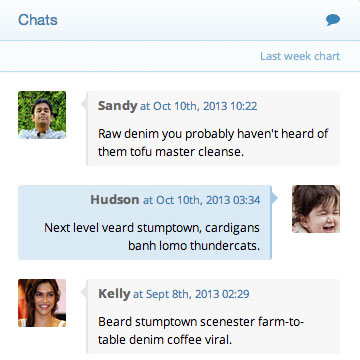 Chats
Last week chart
Sandy at Oct 10th, 2013 10:22
Raw denim you probably haven't heard of
them tofu master cleanse.
Hudson at Oct 10th, 2013 03:34
Next level veard stumptown, cardigans
banh lomo thundercats.
Kelly at Sept 8th, 2013 02:29
Beard stumptown scenester farm-to-
table denim coffee viral.